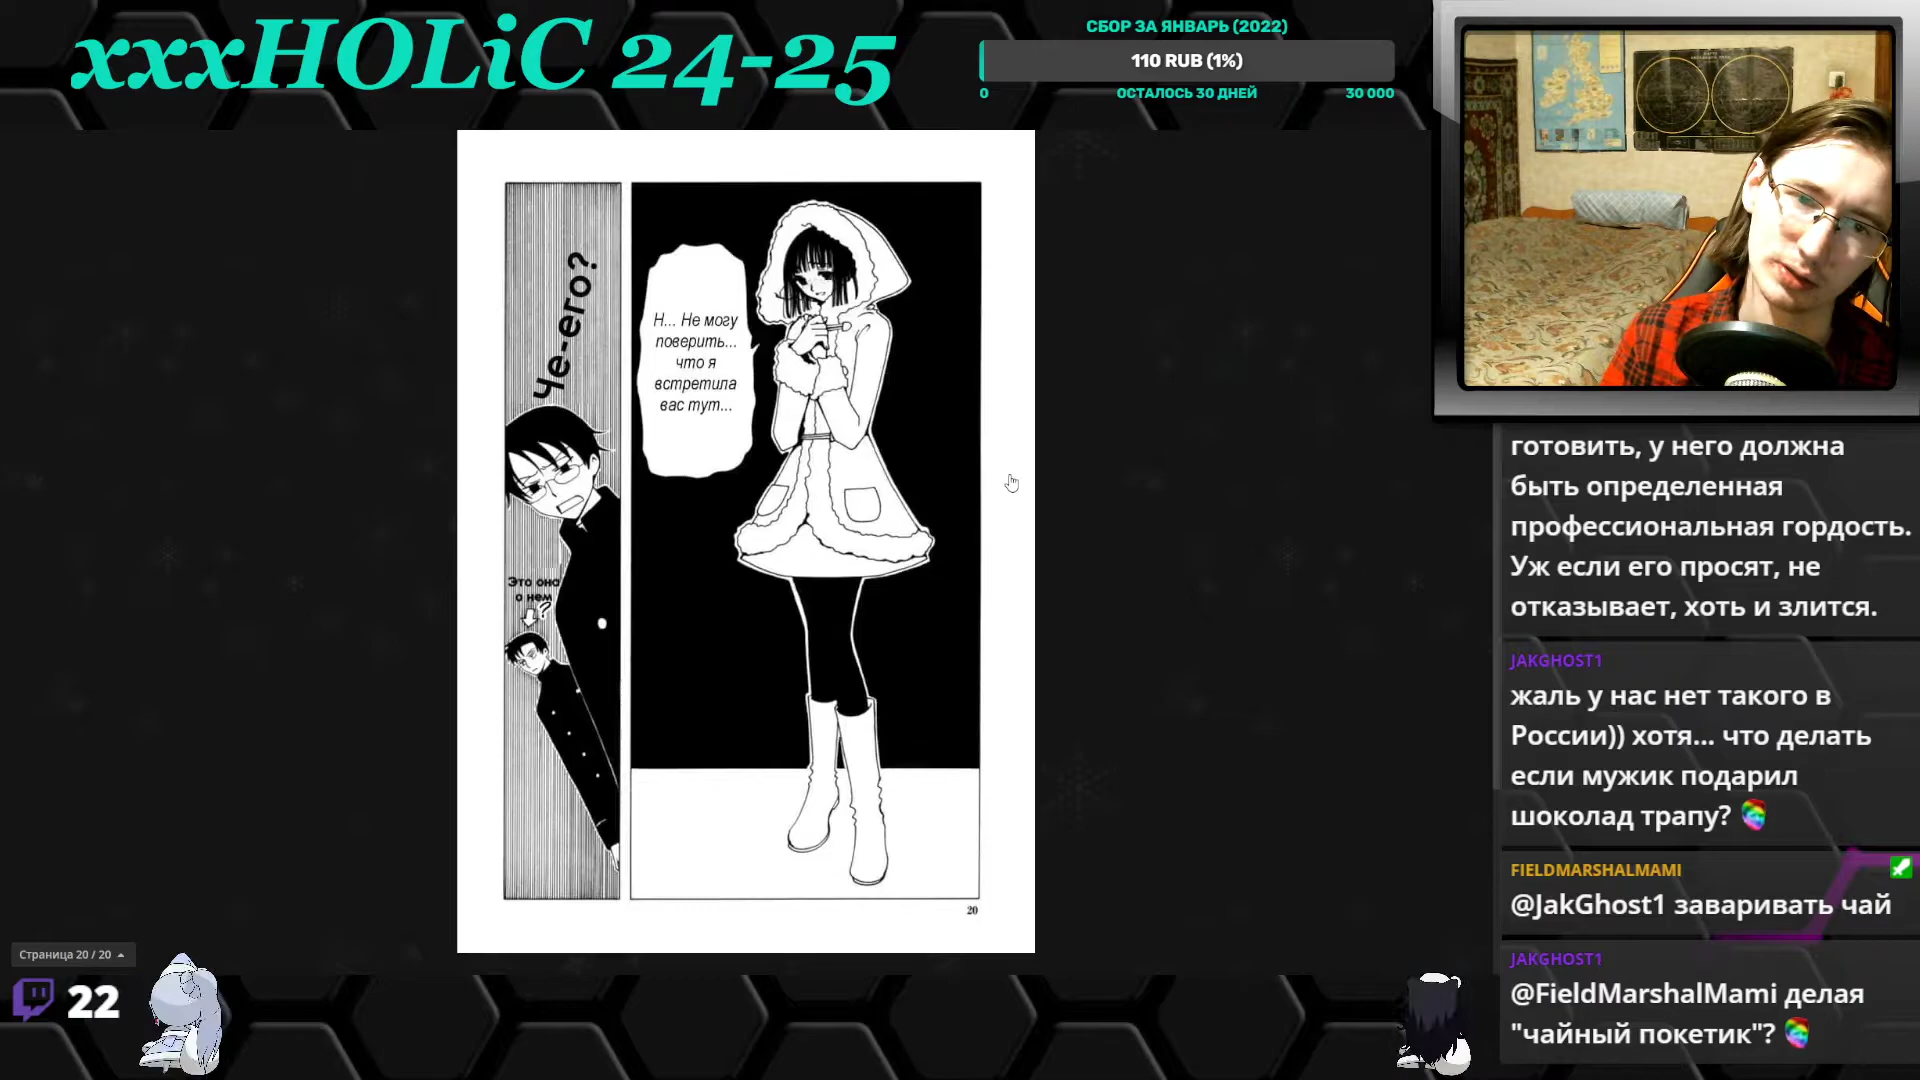 xxxHOLiC 24-25
СБОР ЗА ЯНВАРЬ (2022)
110 RUB (1%)
0
ОСТАЛОСЬ 30 ДНЕЙ
30 000
Че-его?
Н... Не могу
поверить...
что я
встретила
вас тут...
Это она
о нем
?
20
готовить, у него должна
быть определенная
профессиональная гордость.
Уж если его просят, не
отказывает, хоть и злится.
JAKGHOST1
жаль у нас нет такого в
России)) хотя... что делать
если мужик подарил
шоколад трапу?
FIELDMARSHALMAMI
@JakGhost1 заваривать чай
JAKGHOST1
@FieldMarshalMami делая
"чайный покетик"?
Страница 20 / 20
22